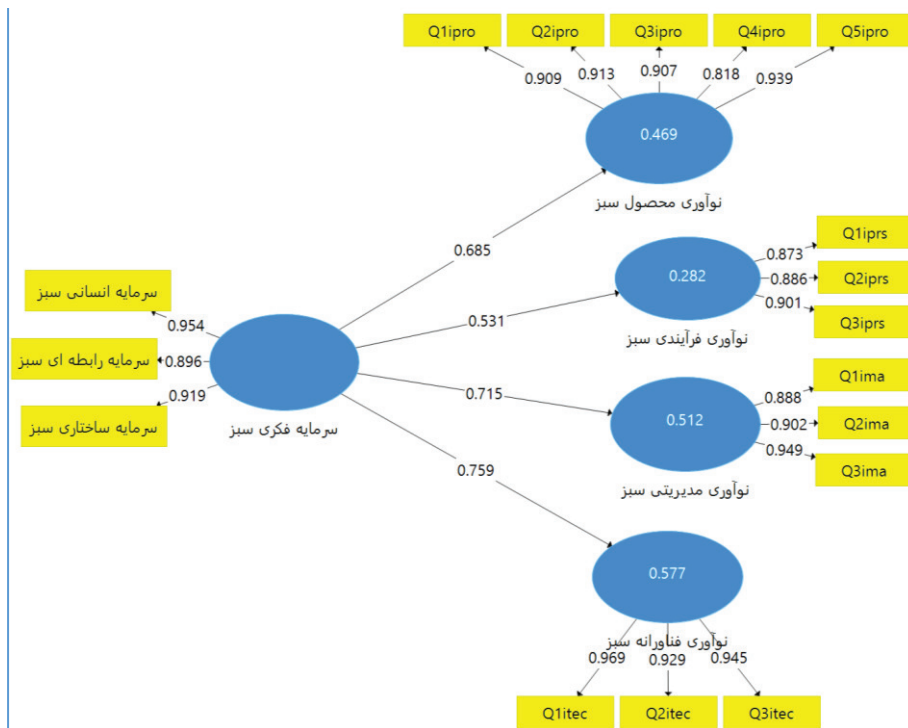 Q1ipro Q2ipro Q3ipro Q4ipro Q5ipro
0.909 0.913 0.907 0.818 0.939
0.469
نوآوری محصول سبز
0.685
Q1iprs
0.873
Q2iprs
0.886
0.282
Q3iprs
0.901
نوآوری فرآیندی سبز
0.531
سرمایه انسانی سبز
0.954
سرمایه رابطه ای سبز
0.896
سرمایه ساختاری سبز
0.919
سرمایه فکری سبز
0.715
Q1ima
0.888
Q2ima
0.902
0.512
Q3ima
0.949
نوآوری مدیریتی سبز
0.759
0.577
نوآوری فناورانه سبز
0.969 0.929 0.945
Q1itec Q2itec Q3itec